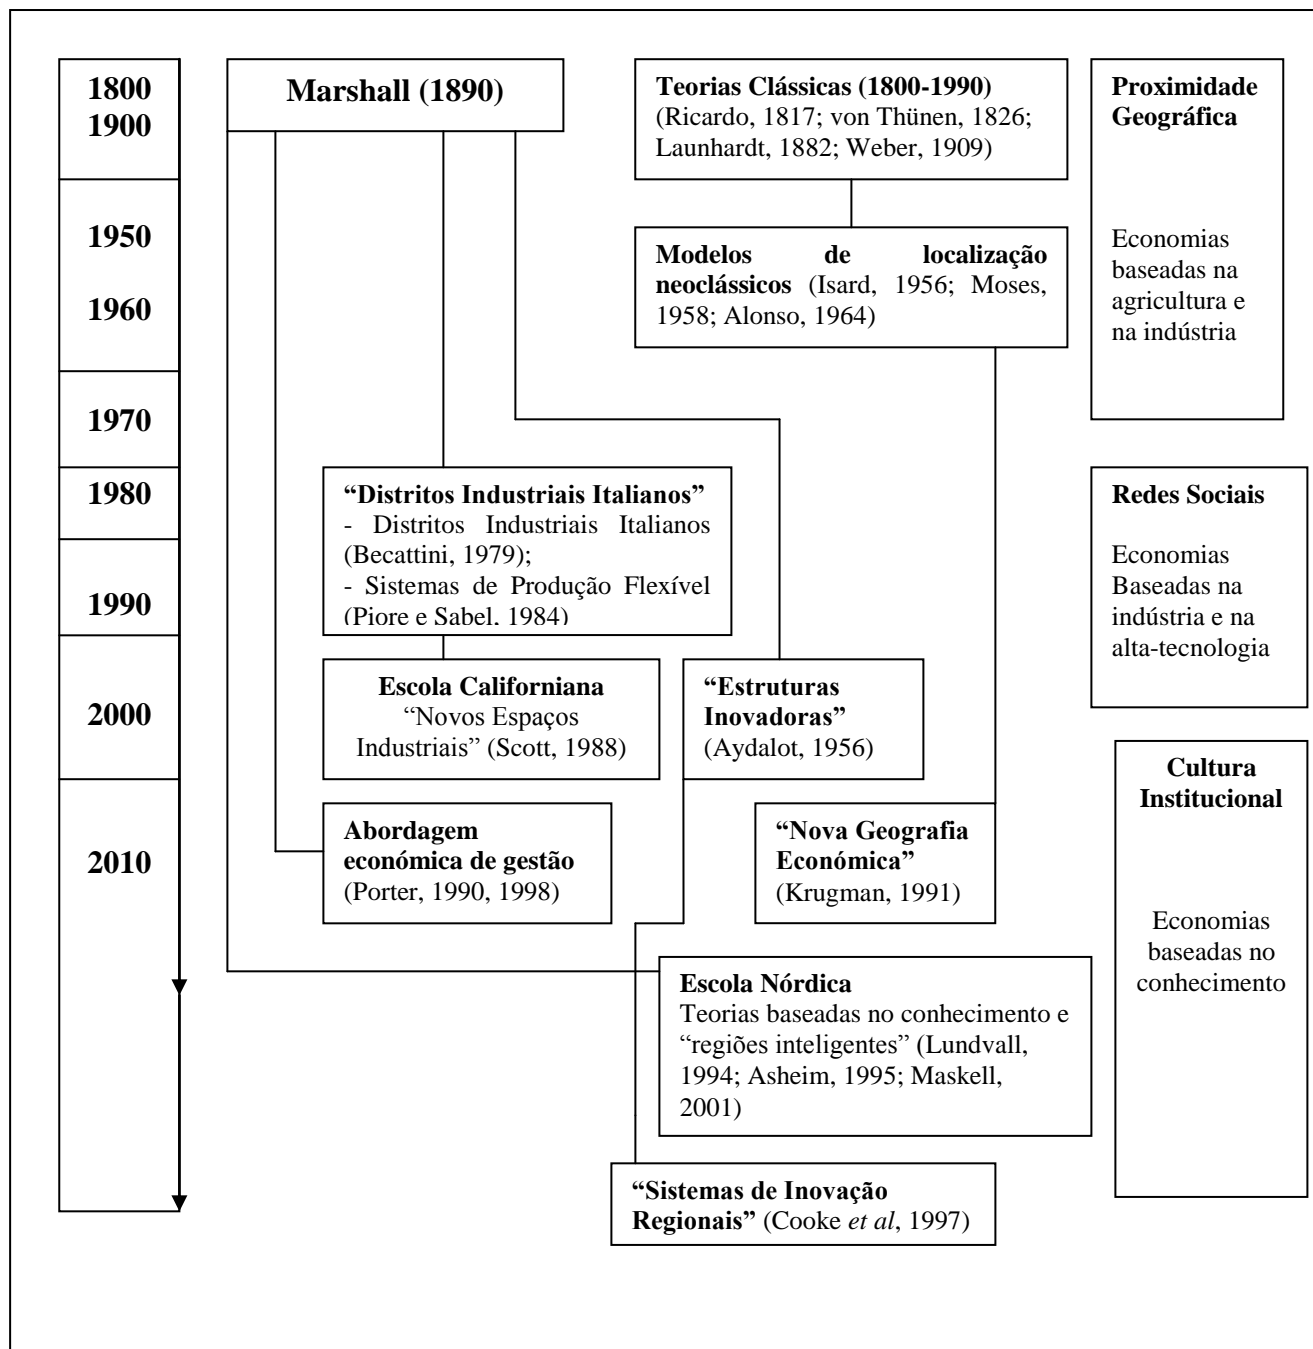 1800
1900
1950
1960
1970
1980
1990
2000
2010
Marshall (1890)
Teorias Clássicas (1800-1990)
(Ricardo, 1817; von Thünen, 1826;
Launhardt, 1882; Weber, 1909)
Modelos de localização
neoclássicos (Isard, 1956; Moses,
1958; Alonso, 1964)
“Distritos Industriais Italianos”
- Distritos Industriais Italianos
(Becattini, 1979);
- Sistemas de Produção Flexível
(Piore e Sabel, 1984)
Escola Californiana
“Novos Espaços
Industriais” (Scott, 1988)
“Estruturas
Inovadoras”
(Aydalot, 1956)
Abordagem
económica de gestão
(Porter, 1990, 1998)
“Nova Geografia
Económica”
(Krugman, 1991)
Escola Nórdica
Teorias baseadas no conhecimento e
“regiões inteligentes” (Lundvall,
1994; Asheim, 1995; Maskell,
2001)
“Sistemas de Inovação
Regionais” (Cooke et al, 1997)
Proximidade
Geográfica
Economias
baseadas na
agricultura e
na indústria
Redes Sociais
Economias
Baseadas na
indústria e na
alta-tecnologia
Cultura
Institucional
Economias
baseadas no
conhecimento